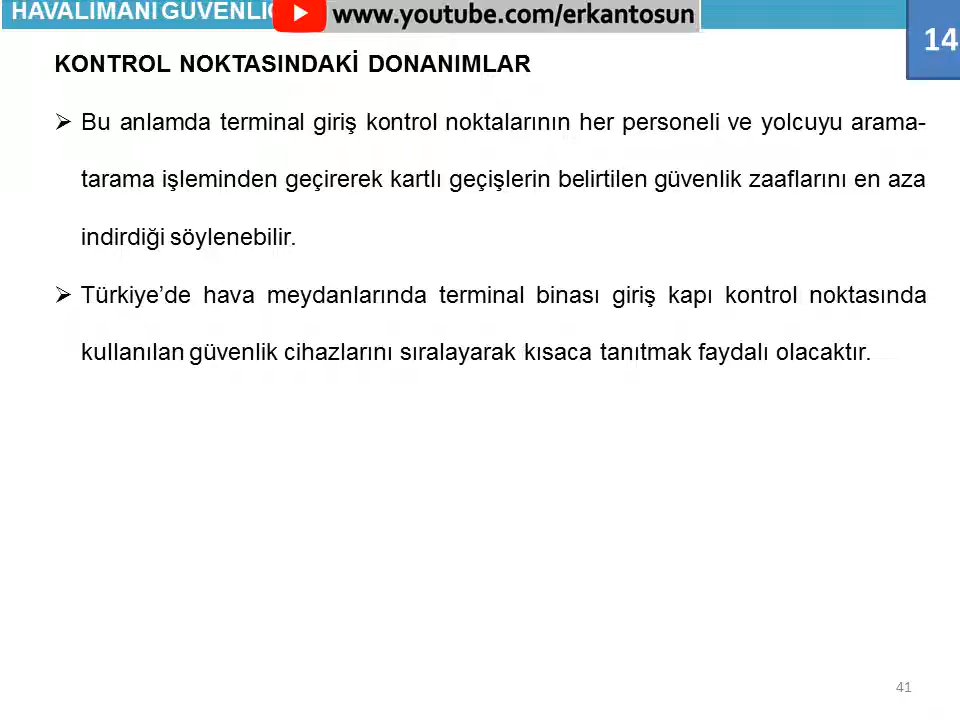 HAVALİMANI GÜVENLİĞ
www.youtube.com/erkantosun
14
KONTROL NOKTASINDAKİ DONANIMLAR
➢ Bu anlamda terminal giriş kontrol noktalarının her personeli ve yolcuyu arama-
tarama işleminden geçirerek kartlı geçişlerin belirtilen güvenlik zaaflarını en aza
indirdiği söylenebilir.
➢ Türkiye’de hava meydanlarında terminal binası giriş kapı kontrol noktasında
kullanılan güvenlik cihazlarını sıralayarak kısaca tanıtmak faydalı olacaktır.
41